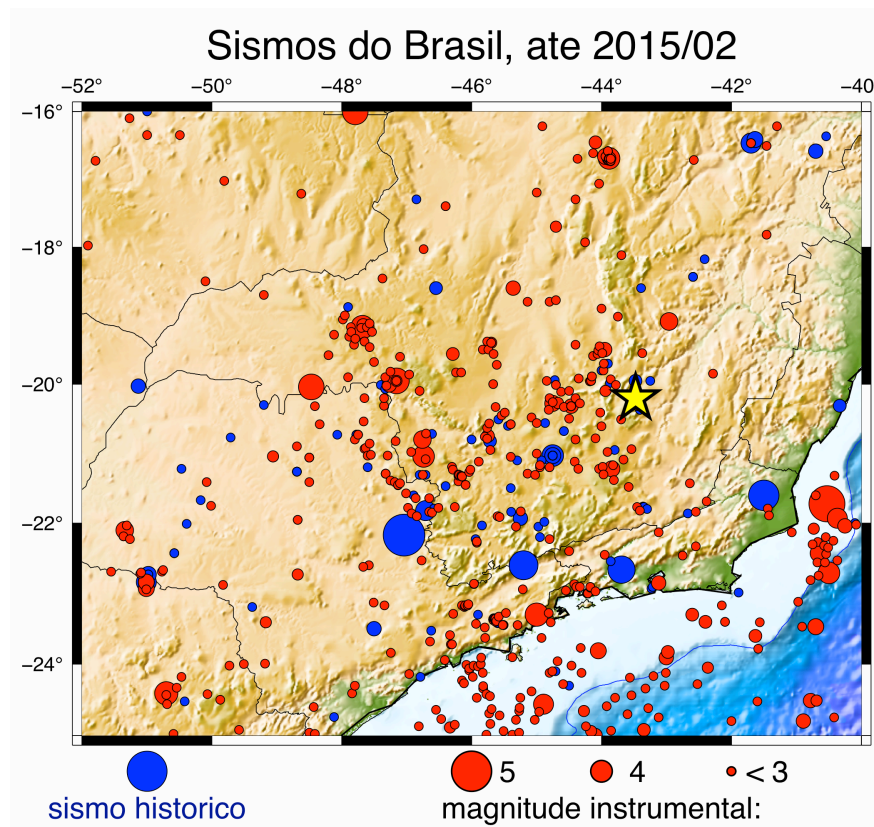 Sismos do Brasil, ate 2015/02
−52° −50° −48° −46° −44° −42° −40
−16°
−18°
−20°
−22°
−24°
5 4 < 3
sismo historico magnitude instrumental: